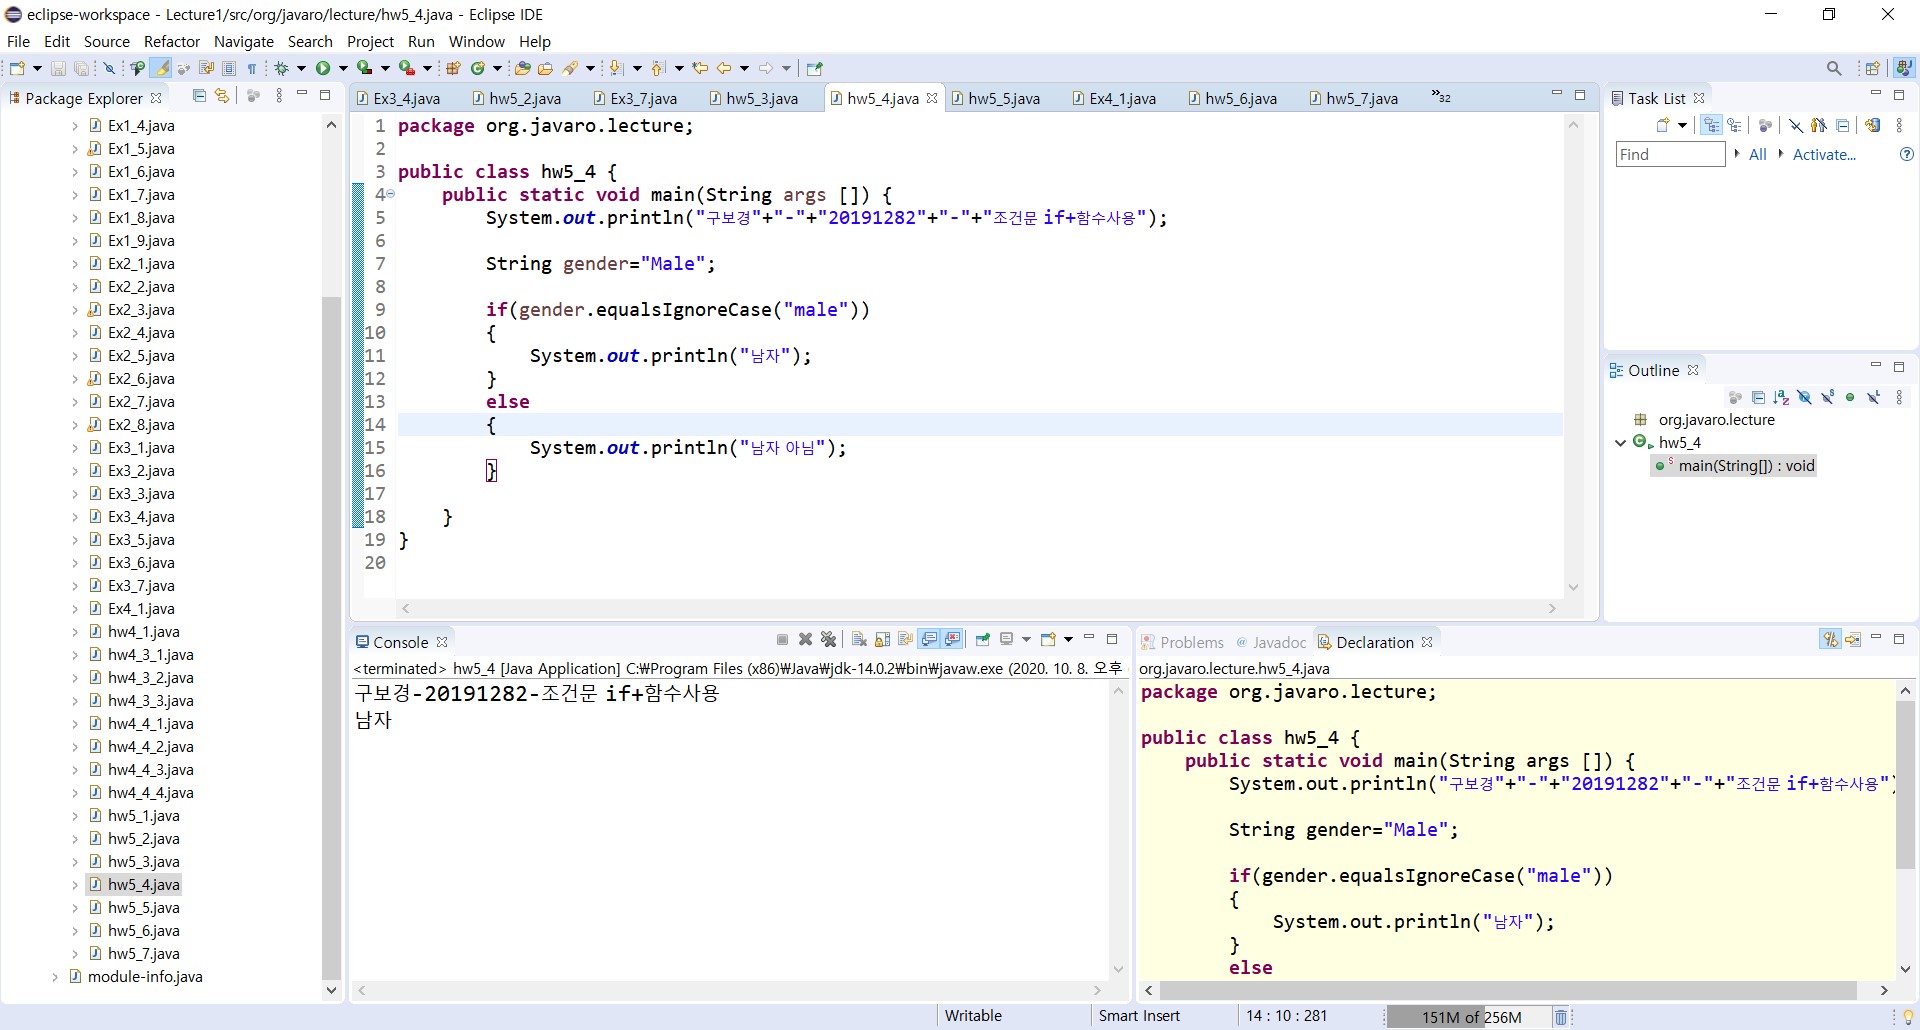 eclipse-workspace - Lecture1/src/org/javaro/lecture/hw5_4.java - Eclipse IDE
File Edit Source Refactor Navigate Search Project Run Window Help
Package Explorer
Ex1_4.java
Ex1_5.java
Ex1_6.java
Ex1_7.java
Ex1_8.java
Ex1_9.java
Ex2_1.java
Ex2_2.java
Ex2_3.java
Ex2_4.java
Ex2_5.java
Ex2_6.java
Ex2_7.java
Ex2_8.java
Ex3_1.java
Ex3_2.java
Ex3_3.java
Ex3_4.java
Ex3_5.java
Ex3_6.java
Ex3_7.java
Ex4_1.java
hw4_1.java
hw4_3_1.java
hw4_3_2.java
hw4_3_3.java
hw4_4_1.java
hw4_4_2.java
hw4_4_3.java
hw4_4_4.java
hw5_1.java
hw5_2.java
hw5_3.java
hw5_4.java
hw5_5.java
hw5_6.java
hw5_7.java
module-info.java
Ex3_4.java hw5_2.java Ex3_7.java hw5_3.java hw5_4.java hw5_5.java Ex4_1.java hw5_6.java hw5_7.java »32
1 package org.javaro.lecture;
2
3 public class hw5_4 {
4 public static void main(String args []) {
5 System.out.println("구보경"+"-"+"20191282"+"-"+"조건문 if+함수사용");
6
7 String gender="Male";
8
9 if(gender.equalsIgnoreCase("male"))
10 {
11 System.out.println("남자");
12 }
13 else
14 {
15 System.out.println("남자 아님");
16 }
17
18 }
19 }
20
Task List
Find All Activate...
Outline
org.javaro.lecture
hw5_4
main(String[]) : void
Console
<terminated> hw5_4 [Java Application] C:₩Program Files (x86)₩Java₩jdk-14.0.2₩bin₩javaw.exe (2020. 10. 8. 오후
구보경-20191282-조건문 if+함수사용
남자
Problems @ Javadoc Declaration
org.javaro.lecture.hw5_4.java
package org.javaro.lecture;
public class hw5_4 {
public static void main(String args []) {
System.out.println("구보경"+"-"+"20191282"+"-"+"조건문 if+함수사용")
String gender="Male";
if(gender.equalsIgnoreCase("male"))
{
System.out.println("남자");
}
else
Writable Smart Insert 14 : 10 : 281 151M of 256M